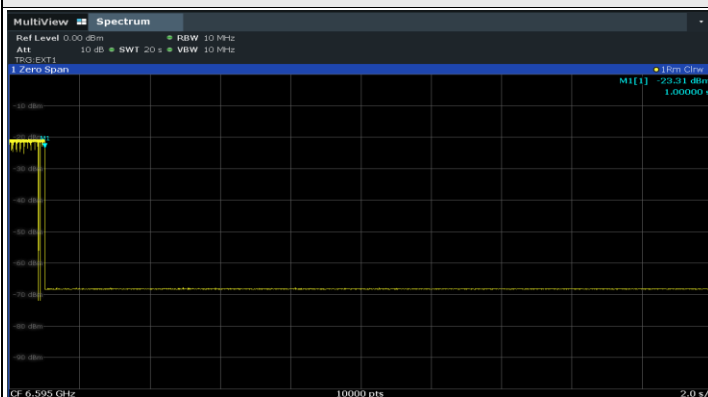 MultiView Spectrum
Ref Level 0.00 dBm RBW 10 MHz
Att 10 dB SWT 20 s VBW 10 MHz
TRG:EXT1
1 Zero Span 1Rm Clrw
M1[1] -23.31 dBm
1.00000 s
-10 dBm
-20 dBm M1
-30 dBm
-40 dBm
-50 dBm
-60 dBm
-70 dBm
-80 dBm
-90 dBm
CF 6.595 GHz 10000 pts 2.0 s/